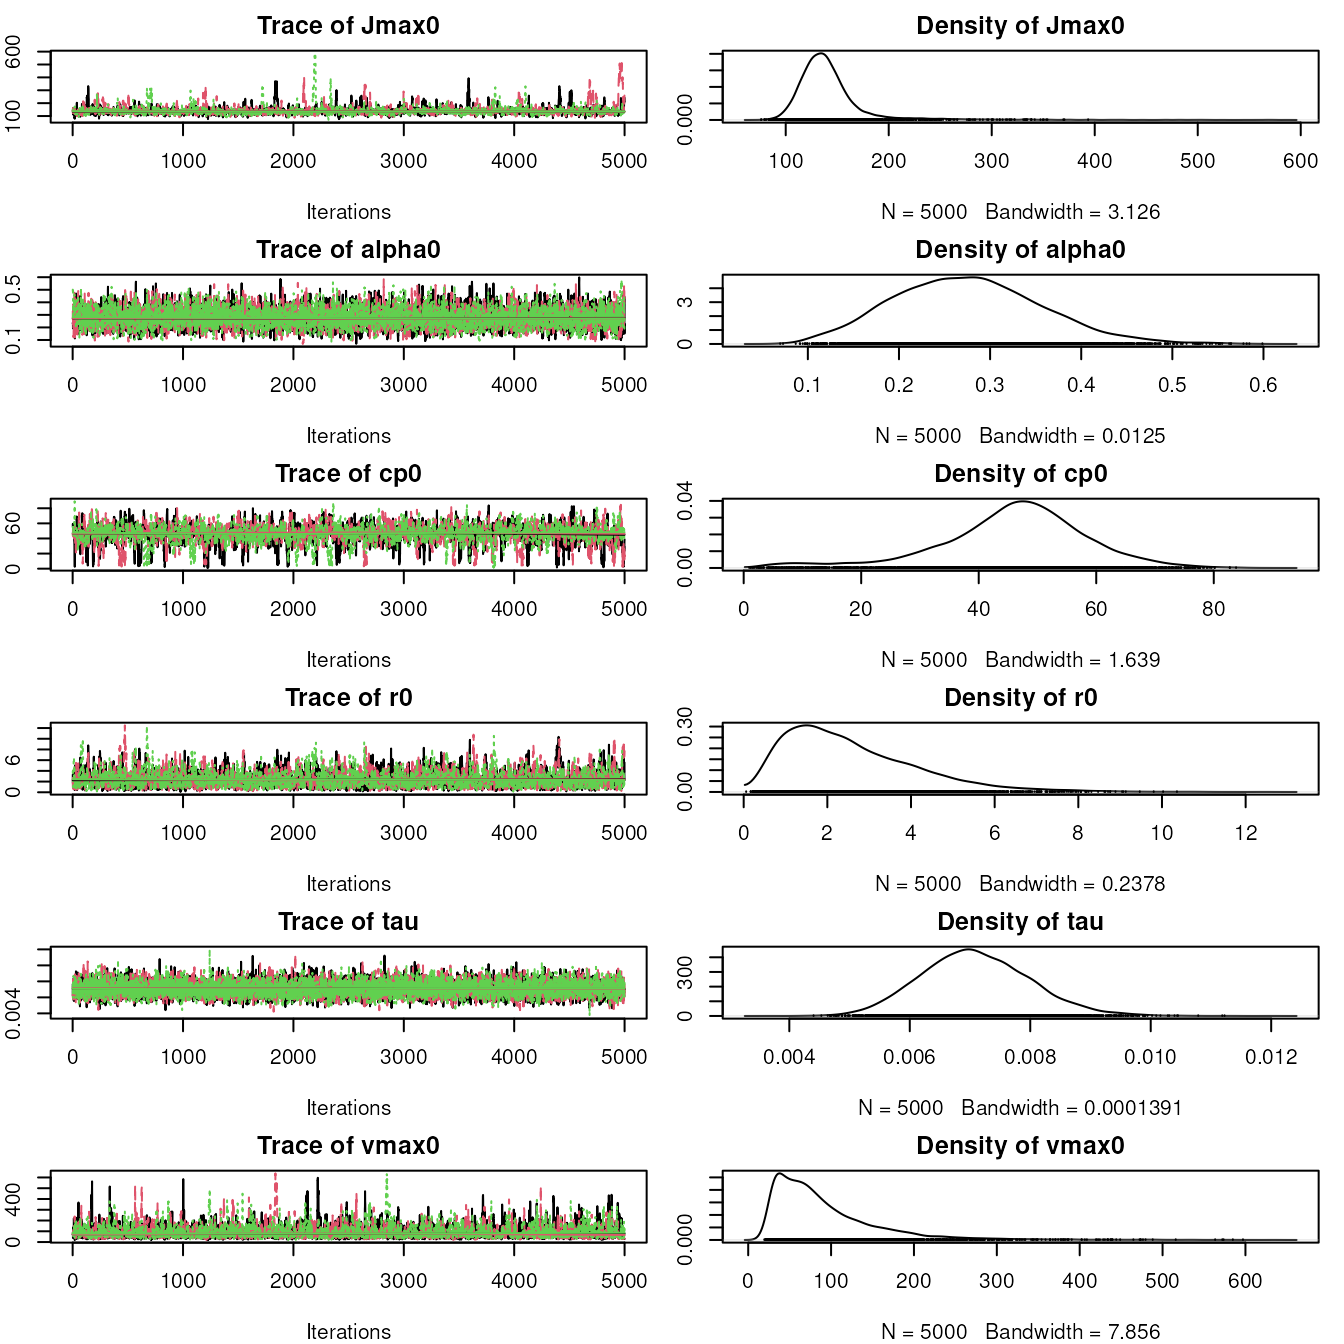 Trace of Jmax0
Density of Jmax0
100 600
0.000
0 1000 2000 3000 4000 5000
100 200 300 400 500 600
Iterations
N = 5000 Bandwidth = 3.126
Trace of alpha0
Density of alpha0
0.1 0.5
0 3
0 1000 2000 3000 4000 5000
0.1 0.2 0.3 0.4 0.5 0.6
Iterations
N = 5000 Bandwidth = 0.0125
Trace of cp0
Density of cp0
0 60
0.00 0.04
0 1000 2000 3000 4000 5000
0 20 40 60 80
Iterations
N = 5000 Bandwidth = 1.639
Trace of r0
Density of r0
0 6
0.00 0.30
0 1000 2000 3000 4000 5000
0 2 4 6 8 10 12
Iterations
N = 5000 Bandwidth = 0.2378
Trace of tau
Density of tau
0.004
0 300
0 1000 2000 3000 4000 5000
0.004 0.006 0.008 0.010 0.012
Iterations
N = 5000 Bandwidth = 0.0001391
Trace of vmax0
Density of vmax0
0 400
0.000
0 1000 2000 3000 4000 5000
0 100 200 300 400 500 600
Iterations
N = 5000 Bandwidth = 7.856